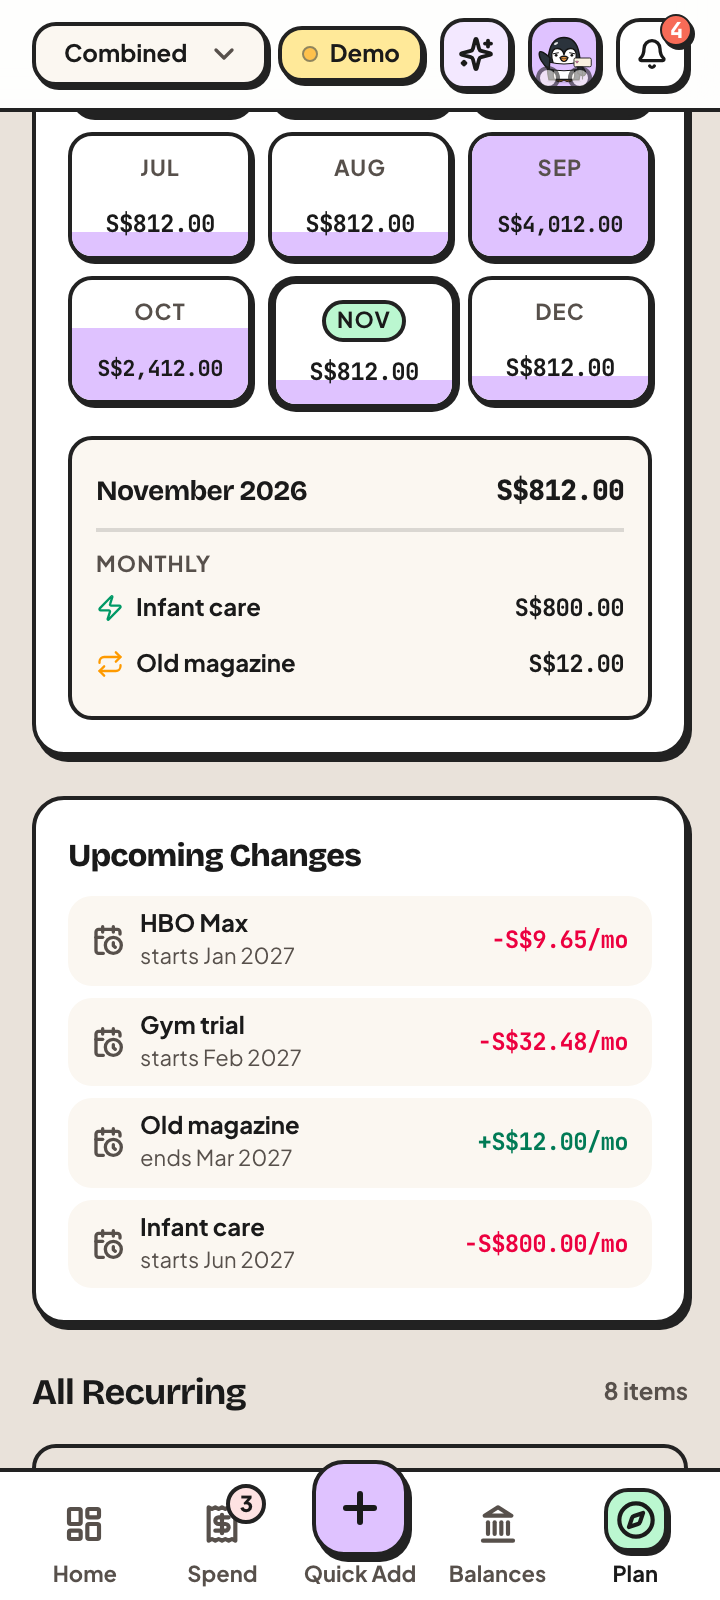 Combined
Demo
4
JUL
AUG
SEP
S$812.00
S$812.00
S$4,012.00
OCT
NOV
DEC
S$2,412.00
S$812.00
S$812.00
November 2026
S$812.00
MONTHLY
Infant care
S$800.00
Old magazine
S$12.00
Upcoming Changes
HBO Max
starts Jan 2027
-S$9.65/mo
Gym trial
starts Feb 2027
-S$32.48/mo
Old magazine
ends Mar 2027
+S$12.00/mo
Infant care
starts Jun 2027
-S$800.00/mo
All Recurring
8 items
3
Home
Spend
Quick Add
Balances
Plan